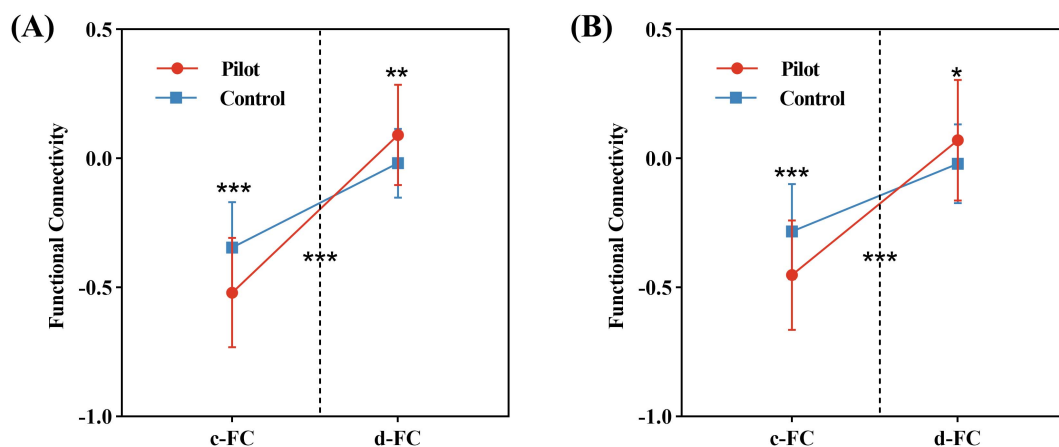 (A)
Functional Connectivity
0.5
0.0
-0.5
-1.0
Pilot
Control
***
**
***
c-FC
d-FC
(B)
Functional Connectivity
0.5
0.0
-0.5
-1.0
Pilot
Control
***
*
***
c-FC
d-FC